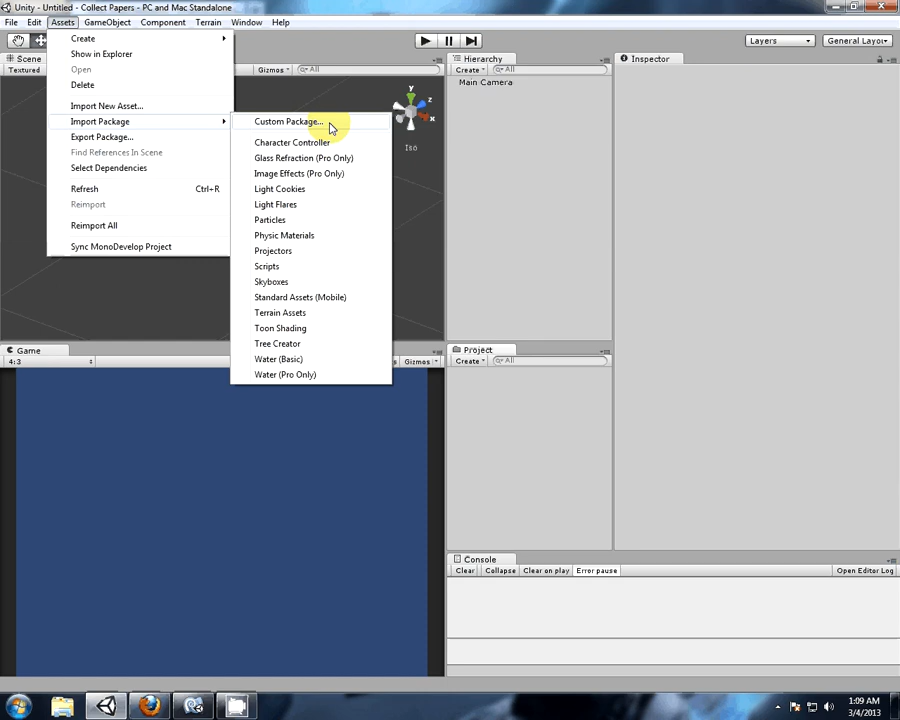 Unity - Untitled - Collect Papers - PC and Mac Standalone
File Edit Assets GameObject Component Terrain Window Help
Layers General Layou
Scene
Textured Gizmos All
Create
Show in Explorer
Open
Delete
Import New Asset...
Import Package
Export Package...
Find References In Scene
Select Dependencies
Refresh Ctrl+R
Reimport
Reimport All
Sync MonoDevelop Project
Custom Package...
Character Controller
Glass Refraction (Pro Only)
Image Effects (Pro Only)
Light Cookies
Light Flares
Particles
Physic Materials
Projectors
Scripts
Skyboxes
Standard Assets (Mobile)
Terrain Assets
Toon Shading
Tree Creator
Water (Basic)
Water (Pro Only)
y
z
x
Iso
Hierarchy
Create All
Main Camera
Inspector
Game
4:3 s Gizmos
Project
Create All
Console
Clear Collapse Clear on play Error pause Open Editor Log
1:09 AM
3/4/2013